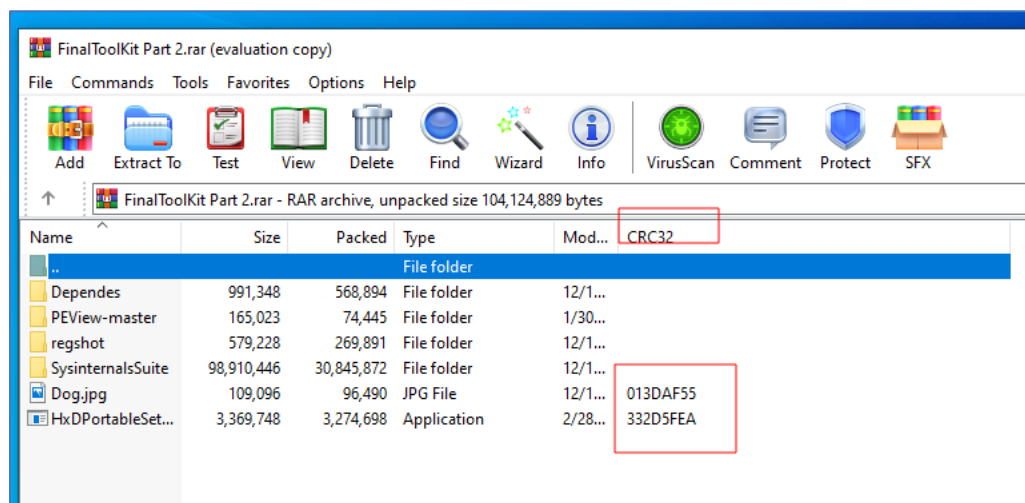 FinalToolKit Part 2.rar (evaluation copy)
File Commands Tools Favorites Options Help
Add Extract To Test View Delete Find Wizard Info VirusScan Comment Protect SFX
FinalToolKit Part 2.rar - RAR archive, unpacked size 104,124,889 bytes
Name Size Packed Type Mod... CRC32
.. File folder
Dependes 991,348 568,894 File folder 12/1...
PEView-master 165,023 74,445 File folder 1/30...
regshot 579,228 269,891 File folder 12/1...
SysinternalsSuite 98,910,446 30,845,872 File folder 12/1...
Dog.jpg 109,096 96,490 JPG File 12/1... 013DAF55
HxDPortableSet... 3,369,748 3,274,698 Application 2/28... 332D5FEA